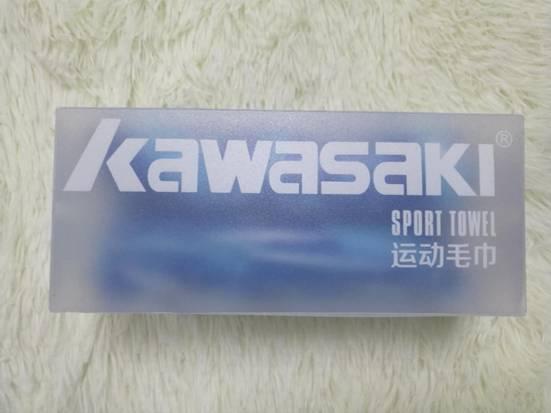 Kawasaki®
SPORT TOWEL
运动毛巾